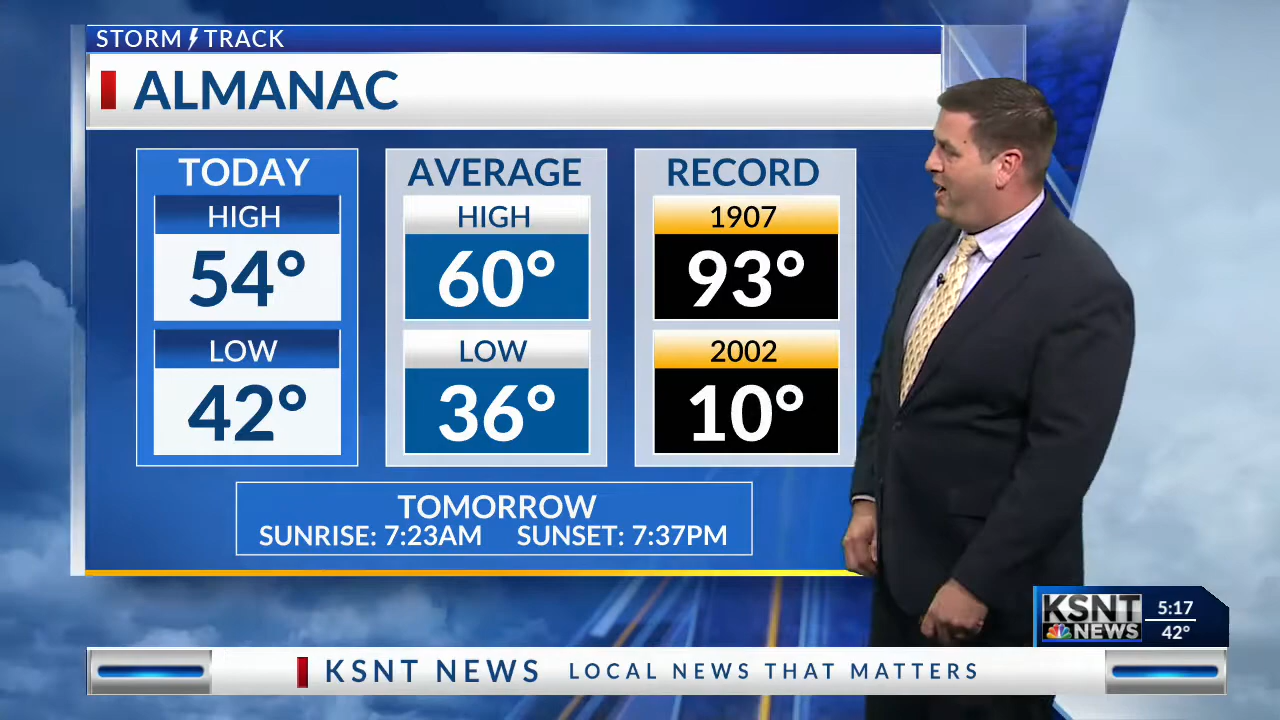 STORM TRACK
ALMANAC
TODAY
HIGH
54°
LOW
42°
AVERAGE
HIGH
60°
LOW
36°
RECORD
1907
93°
2002
10°
TOMORROW
SUNRISE: 7:23AM SUNSET: 7:37PM
KSNT
NEWS
5:17
42°
KSNT NEWS LOCAL NEWS THAT MATTERS